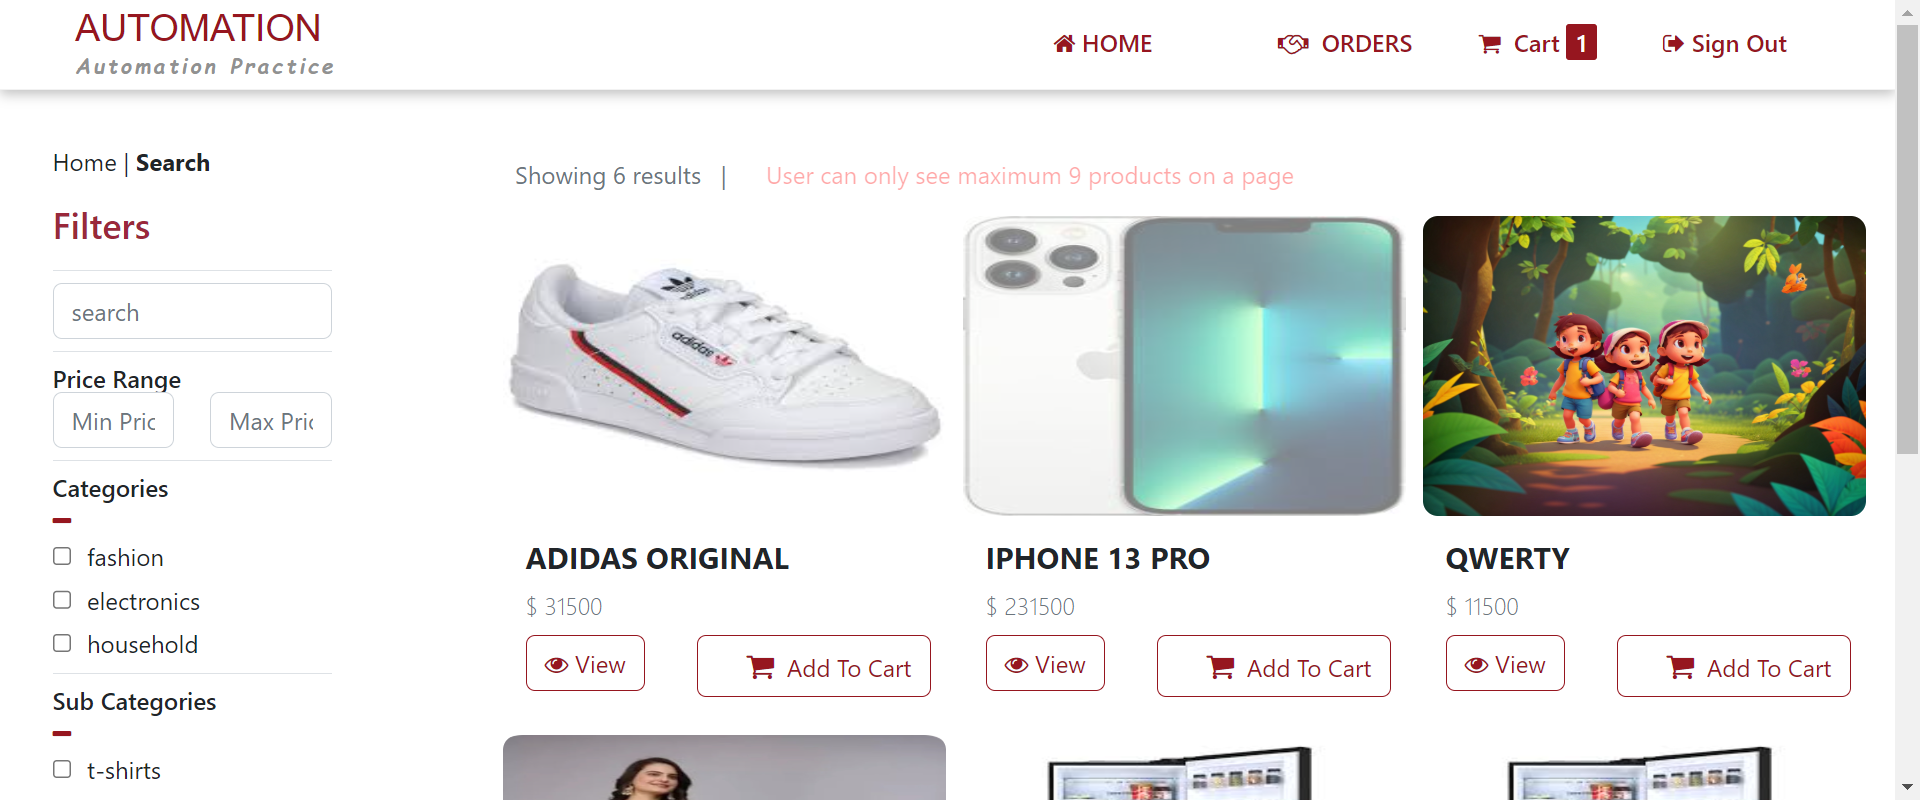 AUTOMATION
Automation Practice
HOME
ORDERS
Cart 1
Sign Out
Home | Search
Filters
search
Price Range
Min Pric
Max Pric
Categories
fashion
electronics
household
Sub Categories
t-shirts
Showing 6 results |
User can only see maximum 9 products on a page
adidas
adidas
ADIDAS ORIGINAL
$ 31500
View
Add To Cart
IPHONE 13 PRO
$ 231500
View
Add To Cart
QWERTY
$ 11500
View
Add To Cart